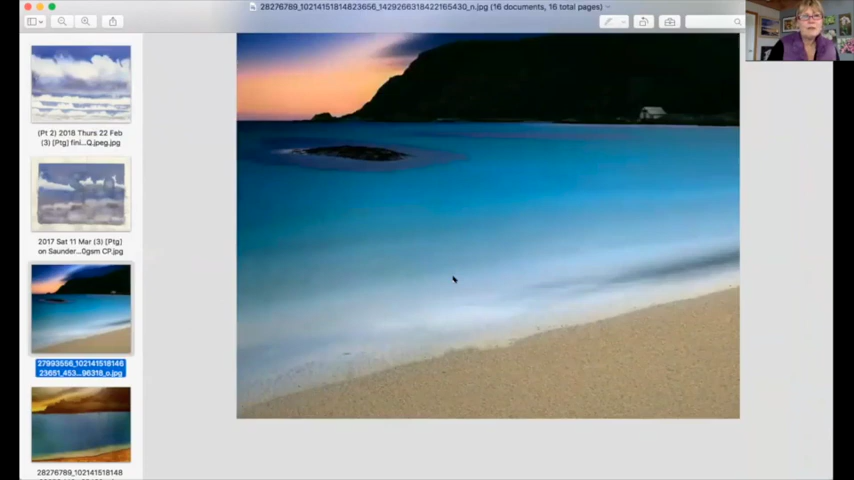 28276789_10214151814823656_1429266318422165430_n.jpg (16 documents, 16 total pages)
(Pt 2) 2018 Thurs 22 Feb
(3) [Ptg] fini...Q.jpeg.jpg
2017 Sat 11 Mar (3) [Ptg]
on Saunder...0gsm CP.jpg
27993556_102141518146
23651_453...96318_o.jpg
28276789_102141518148